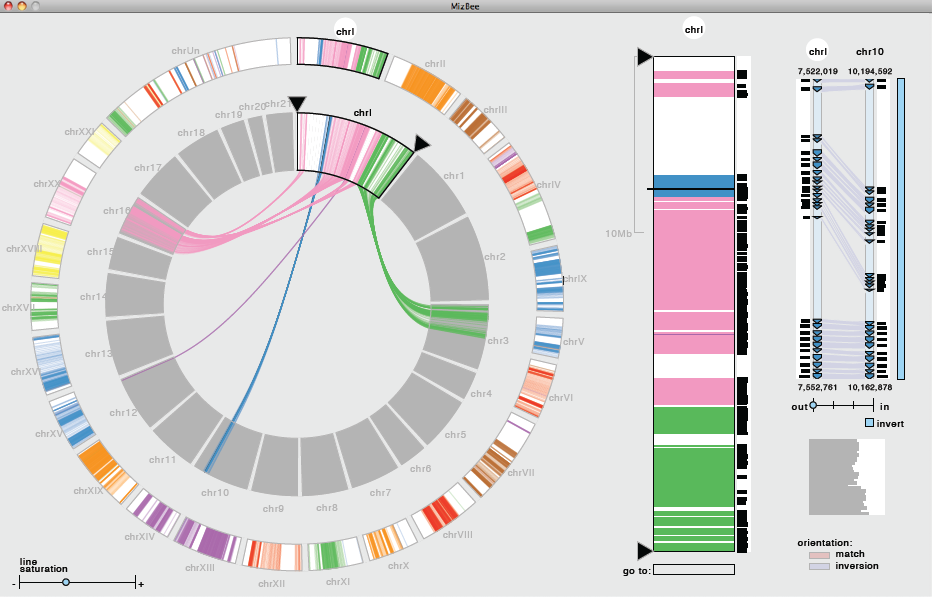 MizBee
chrI
chrUn
chrII
chrIII
chrIV
chrIX
chrV
chrVI
chrVII
chrVIII
chrX
chrXI
chrXII
chrXIII
chrXIV
chrXIX
chrXV
chrXVI
chrXVII
chrXVIII
chrXX
chrXXI
chrI
chr1
chr2
chr3
chr4
chr5
chr6
chr7
chr8
chr9
chr10
chr11
chr12
chr13
chr14
chr15
chr16
chr17
chr18
chr19
chr20
chr21
line
saturation
- +
chrI
10Mb
go to:
chrI chr10
7,522,019 10,194,592
7,552,761 10,162,878
out in
invert
orientation:
match
inversion